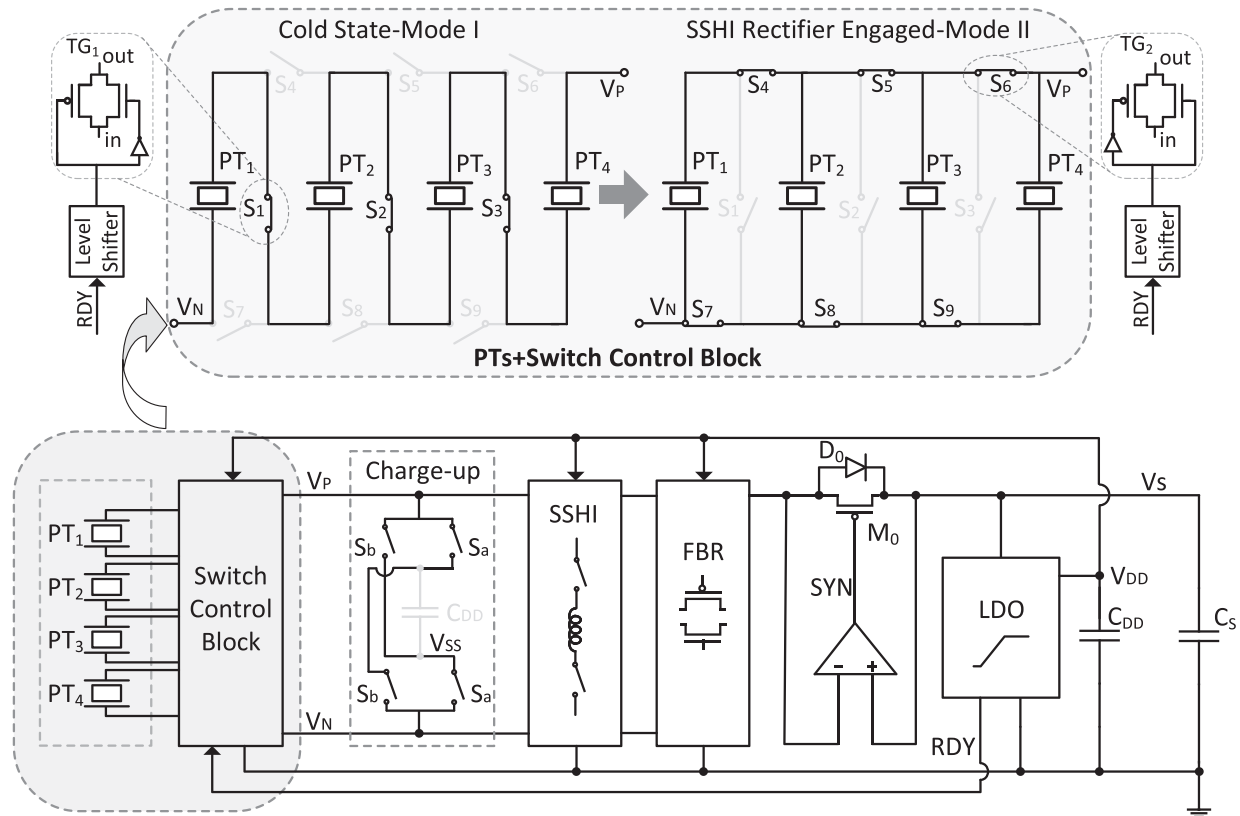 Cold State-Mode I
SSHI Rectifier Engaged-Mode II
TG1
out
in
Level Shifter
RDY
S4
S5
S6
VP
PT1
PT2
PT3
PT4
S1
S2
S3
VN
S7
S8
S9
S4
S5
S6
VP
PT1
PT2
PT3
PT4
S1
S2
S3
VN
S7
S8
S9
TG2
out
in
Level Shifter
RDY
PTs+Switch Control Block
PT1
PT2
PT3
PT4
Switch
Control
Block
VP
VN
Charge-up
Sb
Sa
CDD
VSS
Sb
Sa
SSHI
FBR
D0
M0
SYN
-
+
LDO
RDY
VS
VDD
CDD
CS